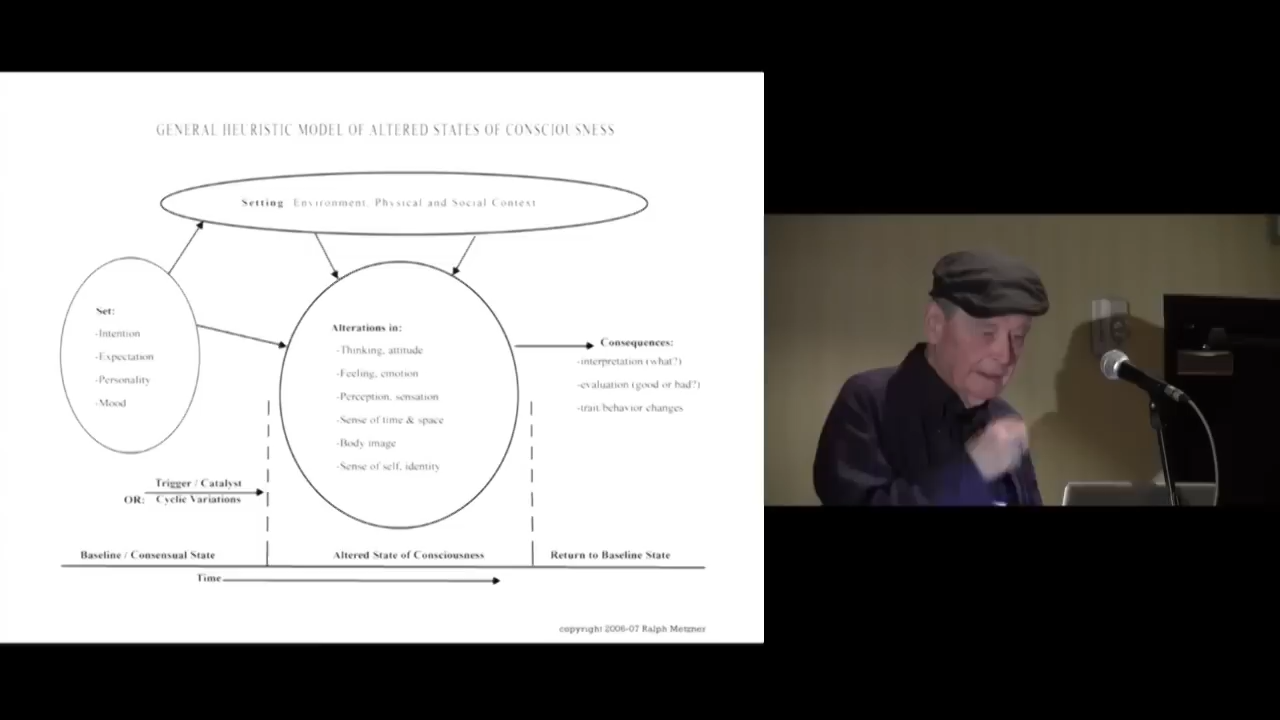 GENERAL HEURISTIC MODEL OF ALTERED STATES OF CONSCIOUSNESS
Setting Environment, Physical and Social Context
Set:
-Intention
-Expectation
-Personality
-Mood
Alterations in:
-Thinking, attitude
-Feeling, emotion
-Perception, sensation
-Sense of time & space
-Body image
-Sense of self, identity
Consequences:
-interpretation (what?)
-evaluation (good or bad?)
-trait/behavior changes
Trigger / Catalyst
OR: Cyclic Variations
Baseline / Consensual State
Altered State of Consciousness
Return to Baseline State
Time
copyright 2006-07 Ralph Metzner